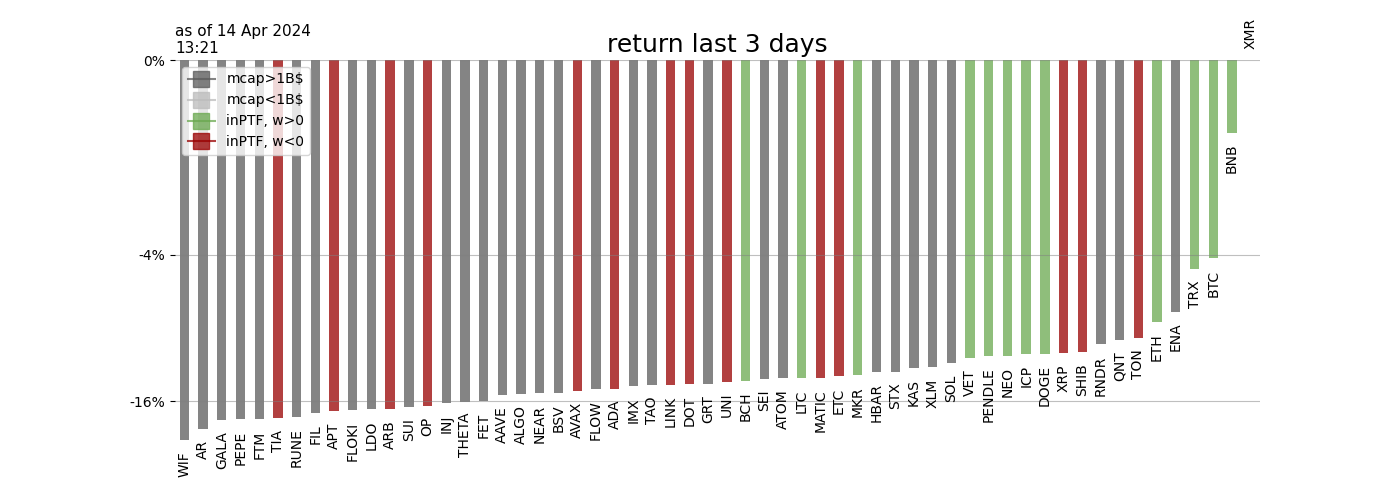 as of 14 Apr 2024
13:21
return last 3 days
XMR
0%
mcap>1B$
mcap<1B$
inPTF, w>0
inPTF, w<0
-4%
-16%
WIF
AR
GALA
PEPE
FTM
TIA
RUNE
FIL
APT
FLOKI
LDO
ARB
SUI
OP
INJ
THETA
FET
AAVE
ALGO
NEAR
BSV
AVAX
FLOW
ADA
IMX
TAO
LINK
DOT
GRT
UNI
BCH
SEI
ATOM
LTC
MATIC
ETC
MKR
HBAR
STX
KAS
XLM
SOL
VET
PENDLE
NEO
ICP
DOGE
XRP
SHIB
RNDR
QNT
TON
ETH
ENA
TRX
BTC
BNB